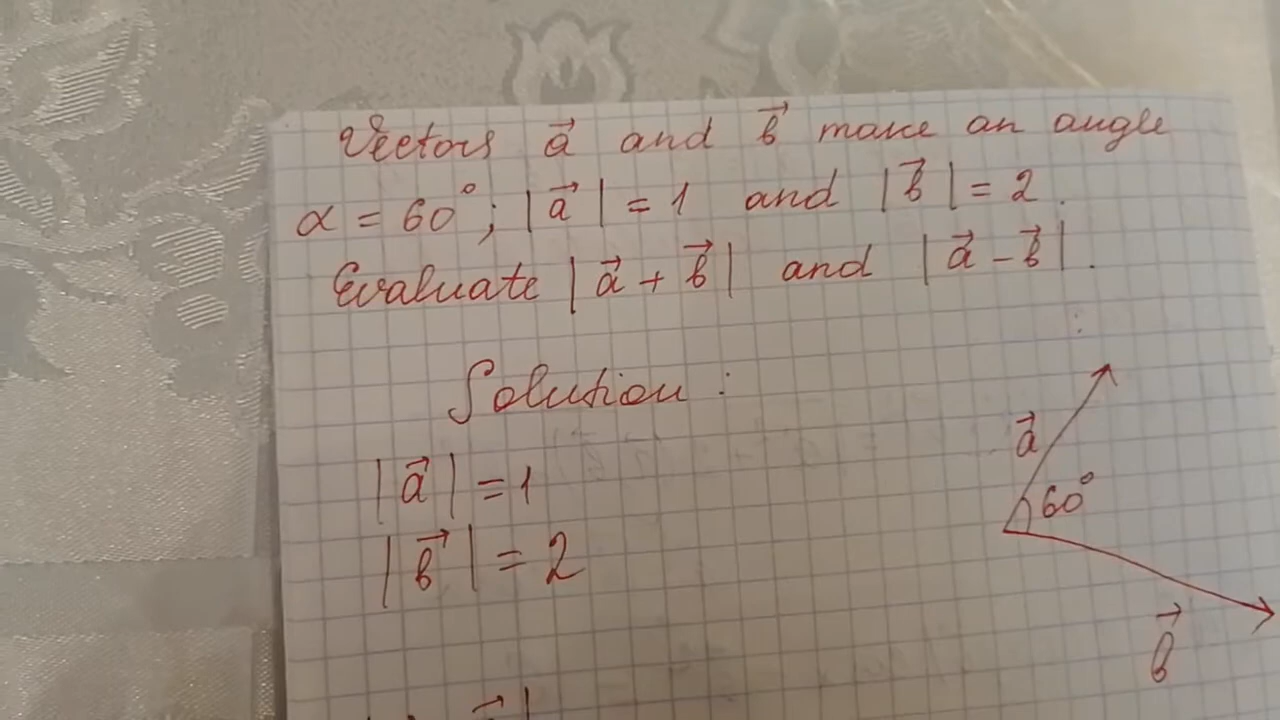 Vectors a⃗ and b⃗ make an angle
α = 60°; |a⃗| = 1 and |b⃗| = 2.
Evaluate |a⃗ + b⃗| and |a⃗ − b⃗|.
Solution:
|a⃗| = 1
|b⃗| = 2
a⃗
60°
b⃗